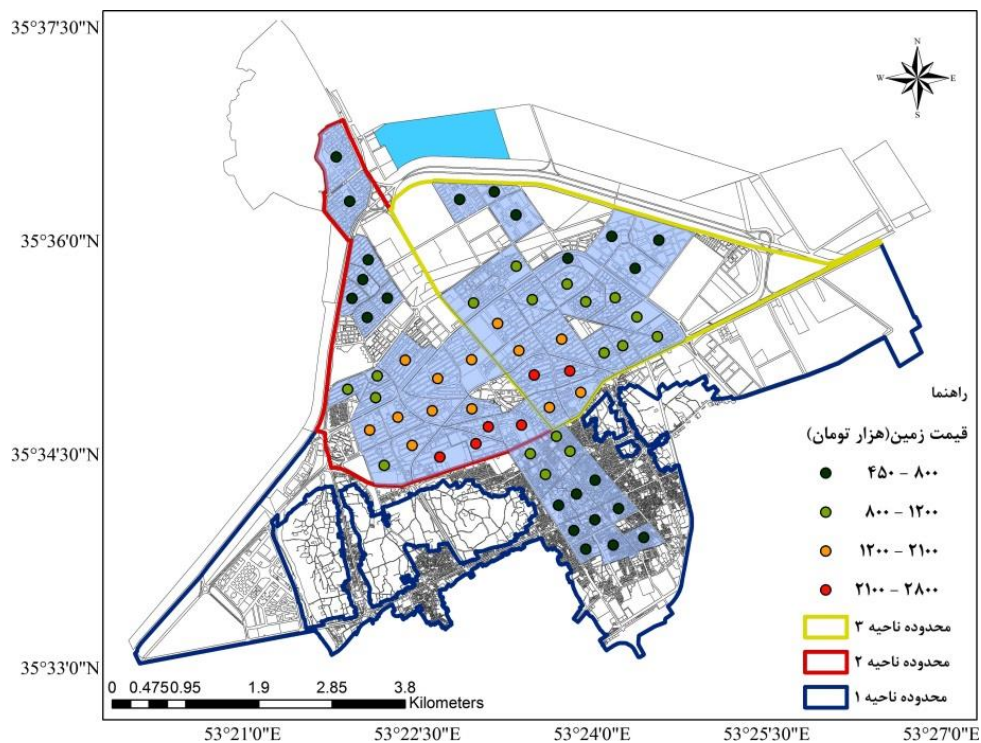 35°37'30"N
N
W
E
S
35°36'0"N
راهنما
قیمت زمین(هزار تومان)
35°34'30"N
۴۵۰ - ۸۰۰
۸۰۰ - ۱۲۰۰
۱۲۰۰ - ۲۱۰۰
۲۱۰۰ - ۲۸۰۰
محدوده ناحیه ۳
35°33'0"N
محدوده ناحیه ۲
محدوده ناحیه ۱
0 0.475 0.95 1.9 2.85 3.8
Kilometers
53°21'0"E 53°22'30"E 53°24'0"E 53°25'30"E 53°27'0"E